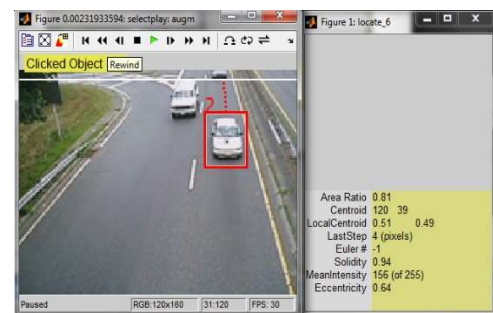 Figure 0.00231933594: selectplay: augm
Clicked Object
Rewind
Paused
RGB:120x160
31:120
FPS: 30
Figure 1: locate_6
Area Ratio 0.81
Centroid 120 39
LocalCentroid 0.51 0.49
LastStep 4 (pixels)
Euler # -1
Solidity 0.94
MeanIntensity 156 (of 255)
Eccentricity 0.64